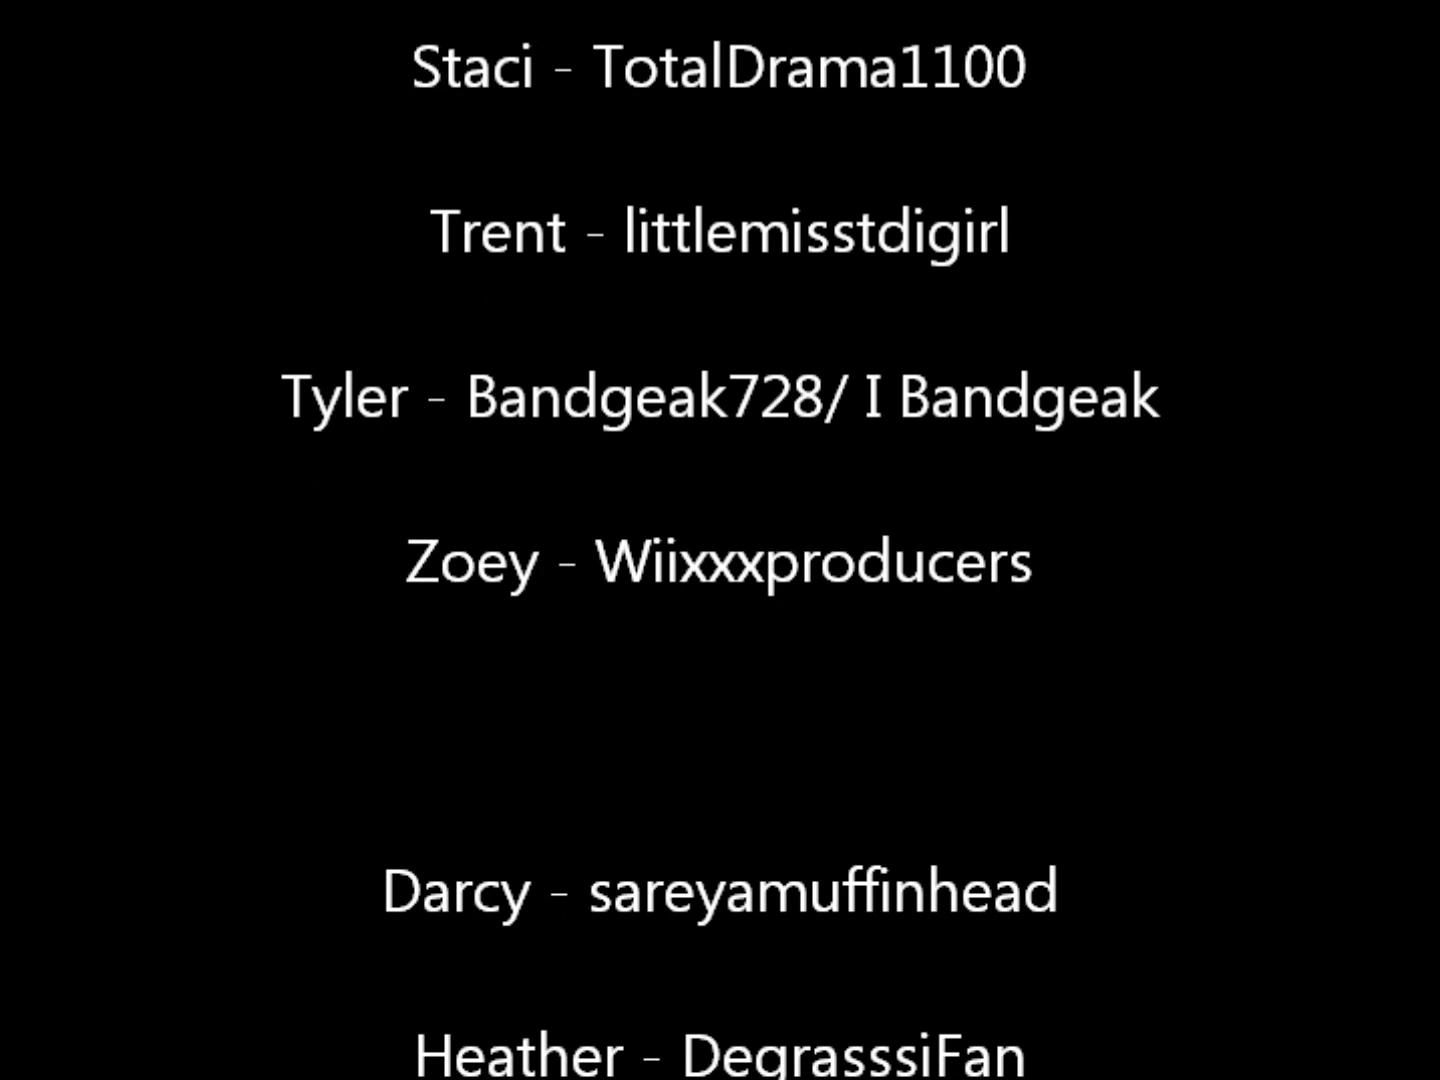 Staci - TotalDrama1100
Trent - littlemisstdigirl
Tyler - Bandgeak728/ I Bandgeak
Zoey - Wiixxxproducers
Darcy - sareyamuffinhead
Heather - DegrasssiFan